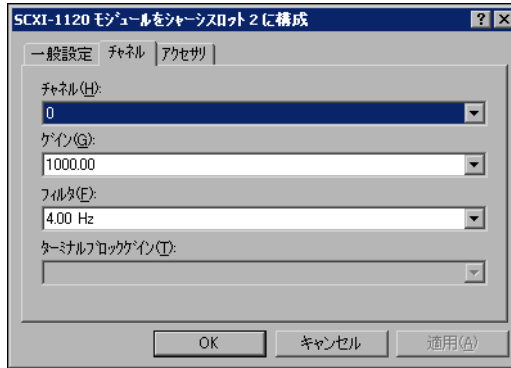 SCXI-1120 ﾓｼﾞｭｰﾙをｼｬｰｼｽﾛｯﾄ 2 に構成
一般設定 ﾁｬﾈﾙ ｱｸｾｻﾘ
ﾁｬﾈﾙ(H):
0
ｹﾞｲﾝ(G):
1000.00
ﾌｨﾙﾀ(F):
4.00 Hz
ﾀｰﾐﾅﾙﾌﾞﾛｯｸｹﾞｲﾝ(T):
OK キャンセル 適用(A)